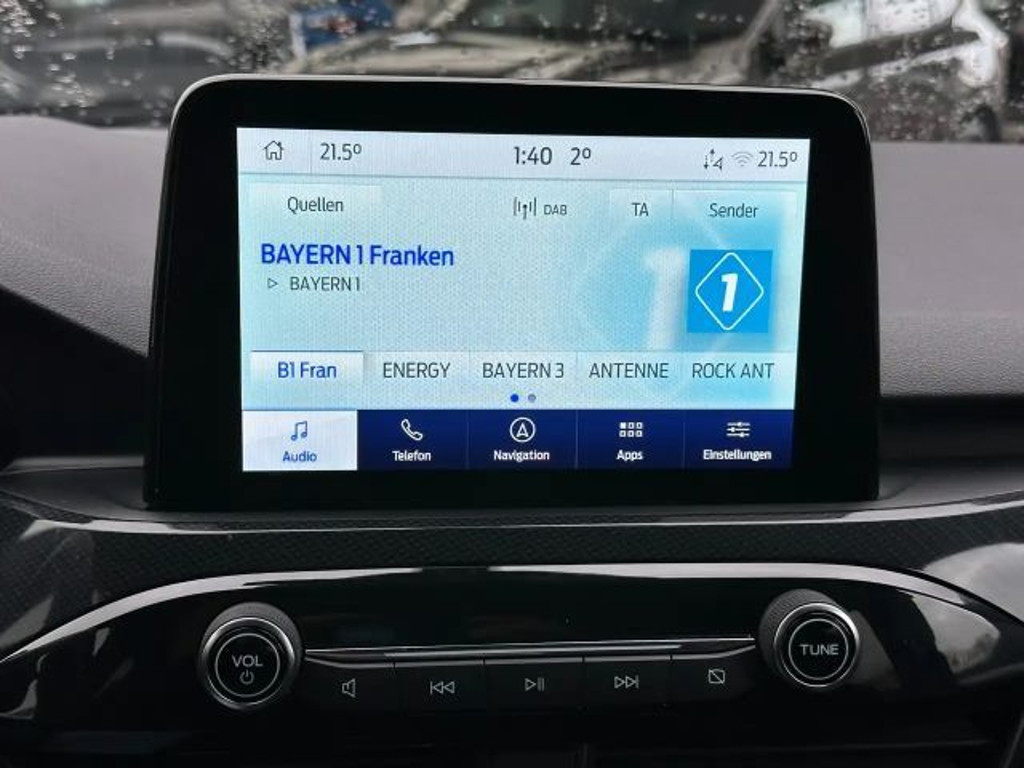 21.5° 1:40 2° 21.5°
Quellen DAB TA Sender
BAYERN 1 Franken
BAYERN 1
1
B1 Fran ENERGY BAYERN 3 ANTENNE ROCK ANT
Audio Telefon Navigation Apps Einstellungen
VOL TUNE